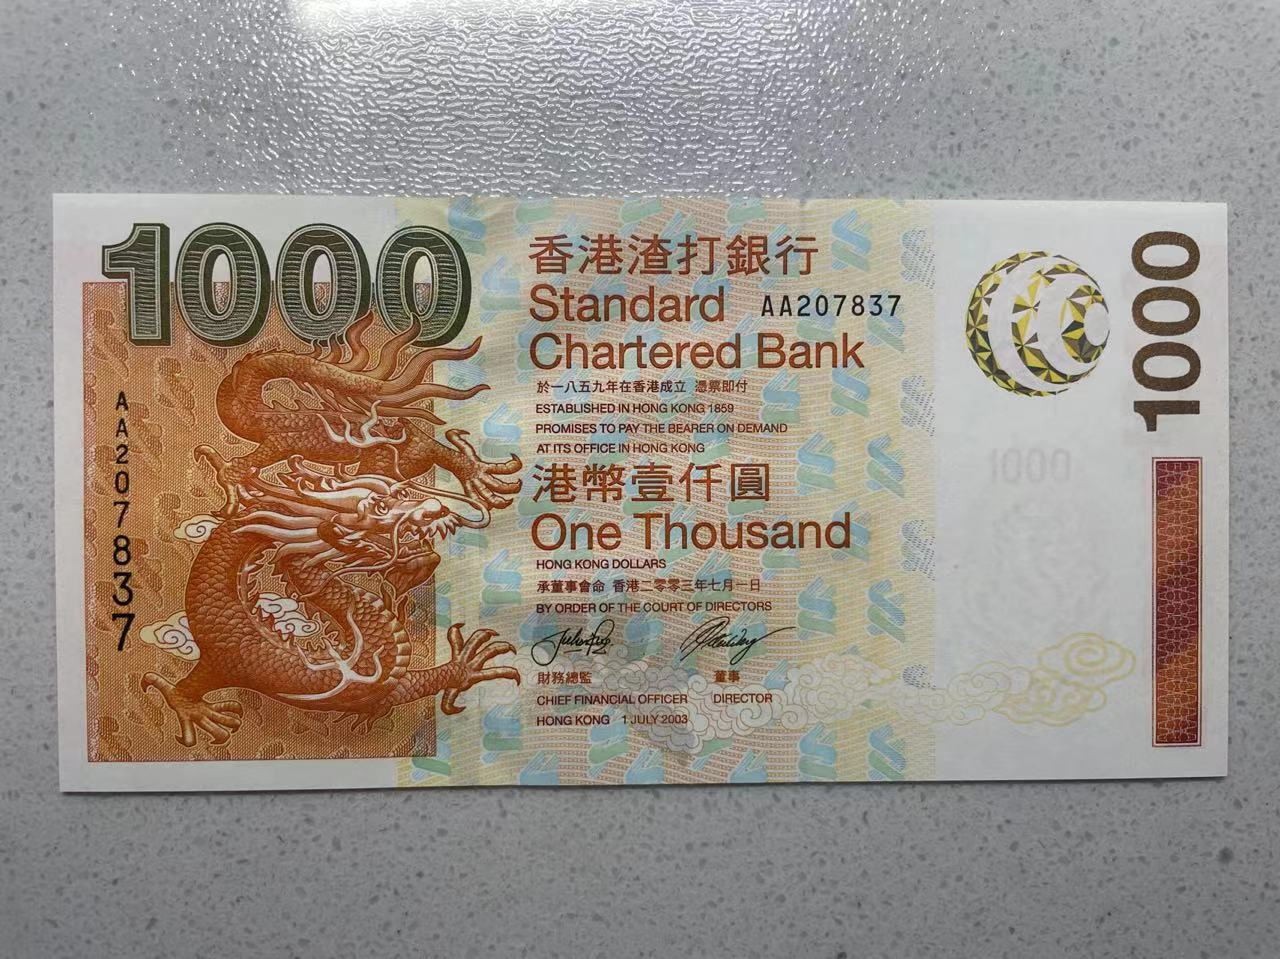 1000
香港渣打銀行
Standard
AA207837
Chartered Bank
於一八五九年在香港成立 憑票即付
ESTABLISHED IN HONG KONG 1859
PROMISES TO PAY THE BEARER ON DEMAND
AT ITS OFFICE IN HONG KONG
港幣壹仟圓
One Thousand
HONG KONG DOLLARS
承董事會命 香港二零零三年七月一日
BY ORDER OF THE COURT OF DIRECTORS
財務總監 董事
CHIEF FINANCIAL OFFICER DIRECTOR
HONG KONG 1 JULY 2003
AA207837
1000
1000